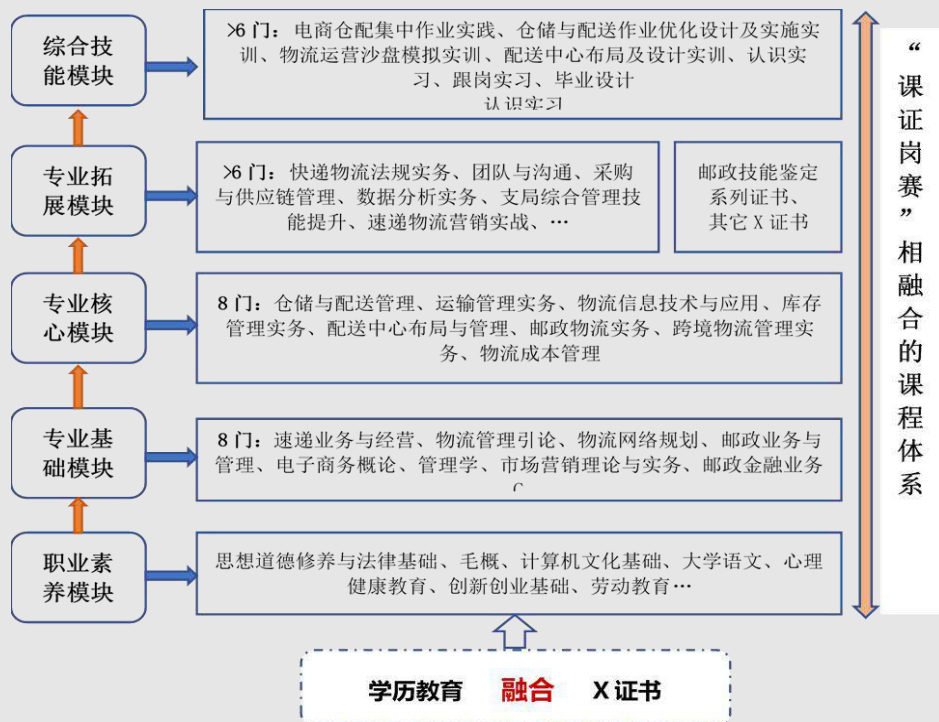 综合技
能模块
>6 门：电商仓配集中作业实践、仓储与配送作业优化设计及实施实
训、物流运营沙盘模拟实训、配送中心布局及设计实训、认识实
习、跟岗实习、毕业设计
认识实习
专业拓
展模块
>6 门：快递物流法规实务、团队与沟通、采购
与供应链管理、数据分析实务、支局综合管理技
能提升、速递物流营销实战、…
邮政技能鉴定
系列证书、
其它 X 证书
专业核
心模块
8 门：仓储与配送管理、运输管理实务、物流信息技术与应用、库存
管理实务、配送中心布局与管理、邮政物流实务、跨境物流管理实
务、物流成本管理
专业基
础模块
8 门：速递业务与经营、物流管理引论、物流网络规划、邮政业务与
管理、电子商务概论、管理学、市场营销理论与实务、邮政金融业务
职业素
养模块
思想道德修养与法律基础、毛概、计算机文化基础、大学语文、心理
健康教育、创新创业基础、劳动教育…
学历教育 融合 X 证书
“课证岗赛”相融合的课程体系